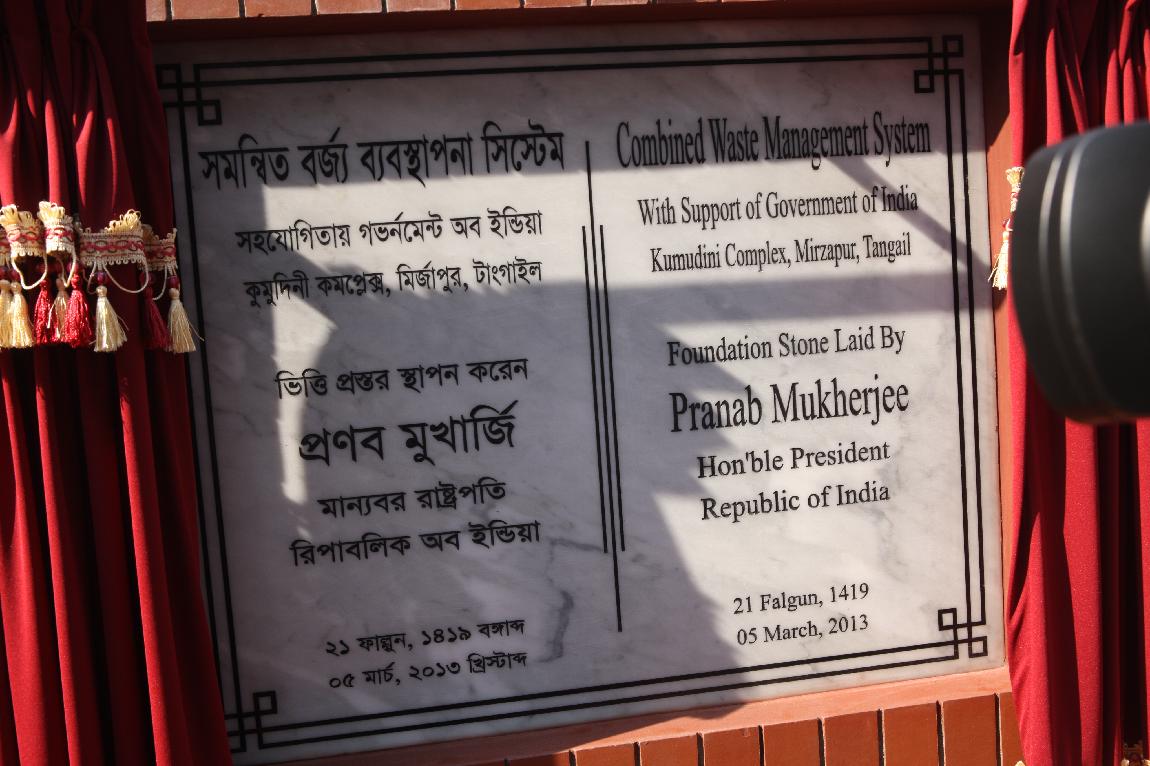 সমন্বিত বর্জ্য ব্যবস্থাপনা সিস্টেম
সহযোগিতায় গভর্নমেন্ট অব ইন্ডিয়া
কুমুদিনী কমপ্লেক্স, মির্জাপুর, টাংগাইল
ভিত্তি প্রস্তর স্থাপন করেন
প্রণব মুখার্জি
মান্যবর রাষ্ট্রপতি
রিপাবলিক অব ইন্ডিয়া
২১ ফাল্গুন, ১৪১৯ বঙ্গাব্দ
০৫ মার্চ, ২০১৩ খ্রিস্টাব্দ
Combined Waste Management System
With Support of Government of India
Kumudini Complex, Mirzapur, Tangail
Foundation Stone Laid By
Pranab Mukherjee
Hon'ble President
Republic of India
21 Falgun, 1419
05 March, 2013